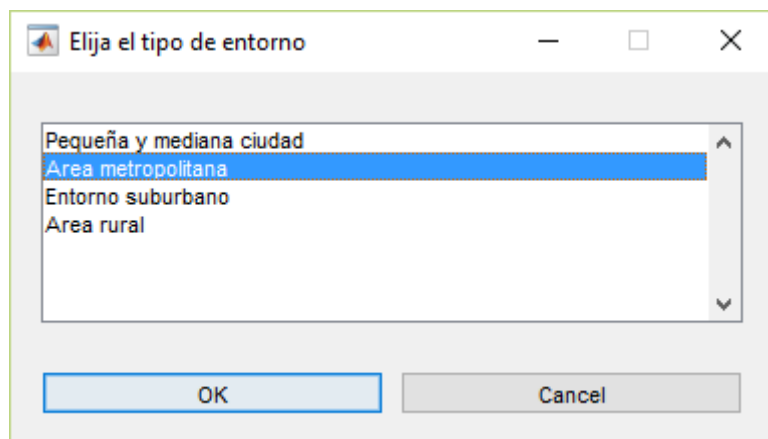 Elija el tipo de entorno
Pequeña y mediana ciudad
Area metropolitana
Entorno suburbano
Area rural
OK
Cancel